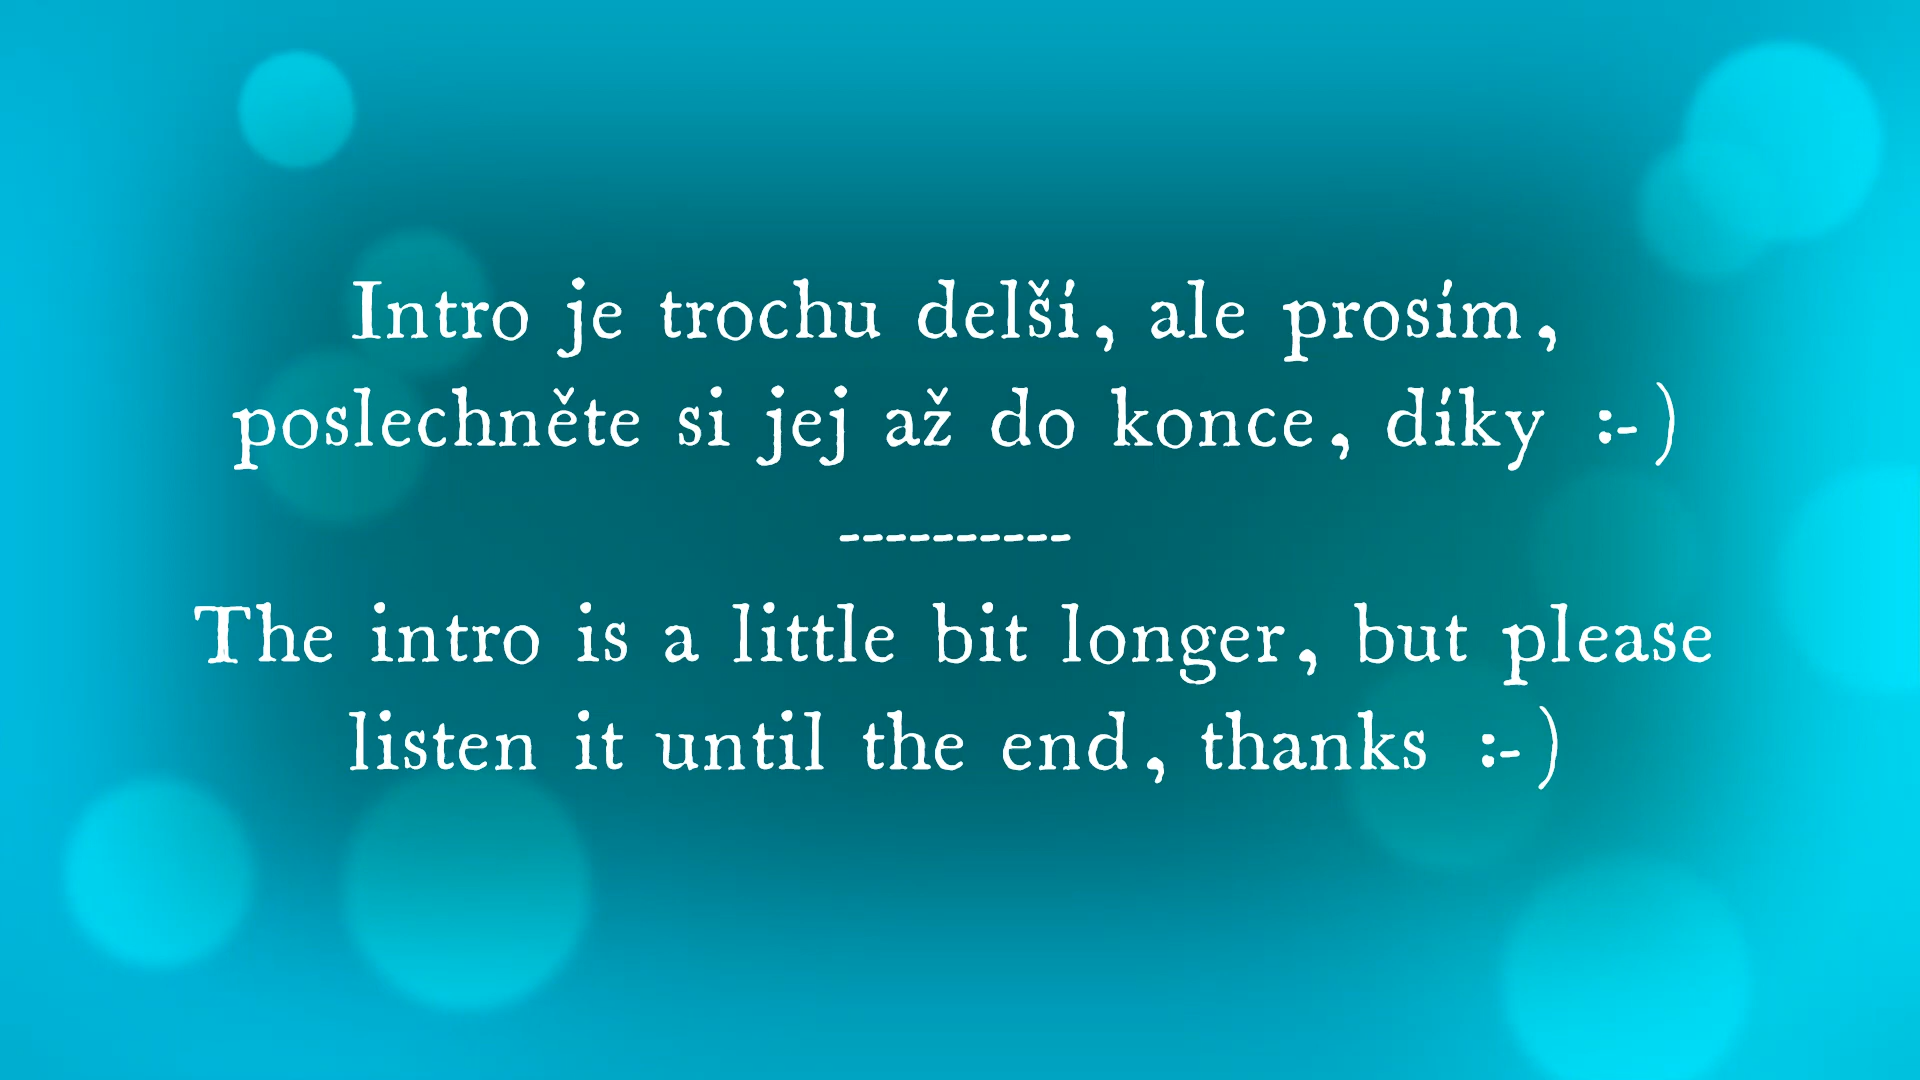 Intro je trochu delší, ale prosím,
poslechněte si jej až do konce, díky :-)
----------
The intro is a little bit longer, but please
listen it until the end, thanks :-)